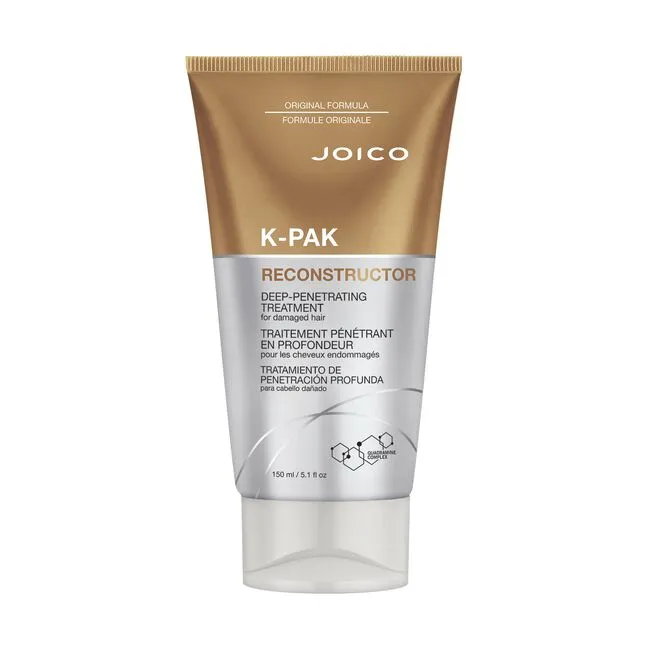 ORIGINAL FORMULA
FORMULE ORIGINALE
JOICO
K-PAK
RECONSTRUCTOR
DEEP-PENETRATING
TREATMENT
for damaged hair
TRAITEMENT PÉNÉTRANT
EN PROFONDEUR
pour les cheveux endommagés
TRATAMIENTO DE
PENETRACIÓN PROFUNDA
para cabello dañado
QUADRAMINE
COMPLEX
150 ml / 5.1 fl oz